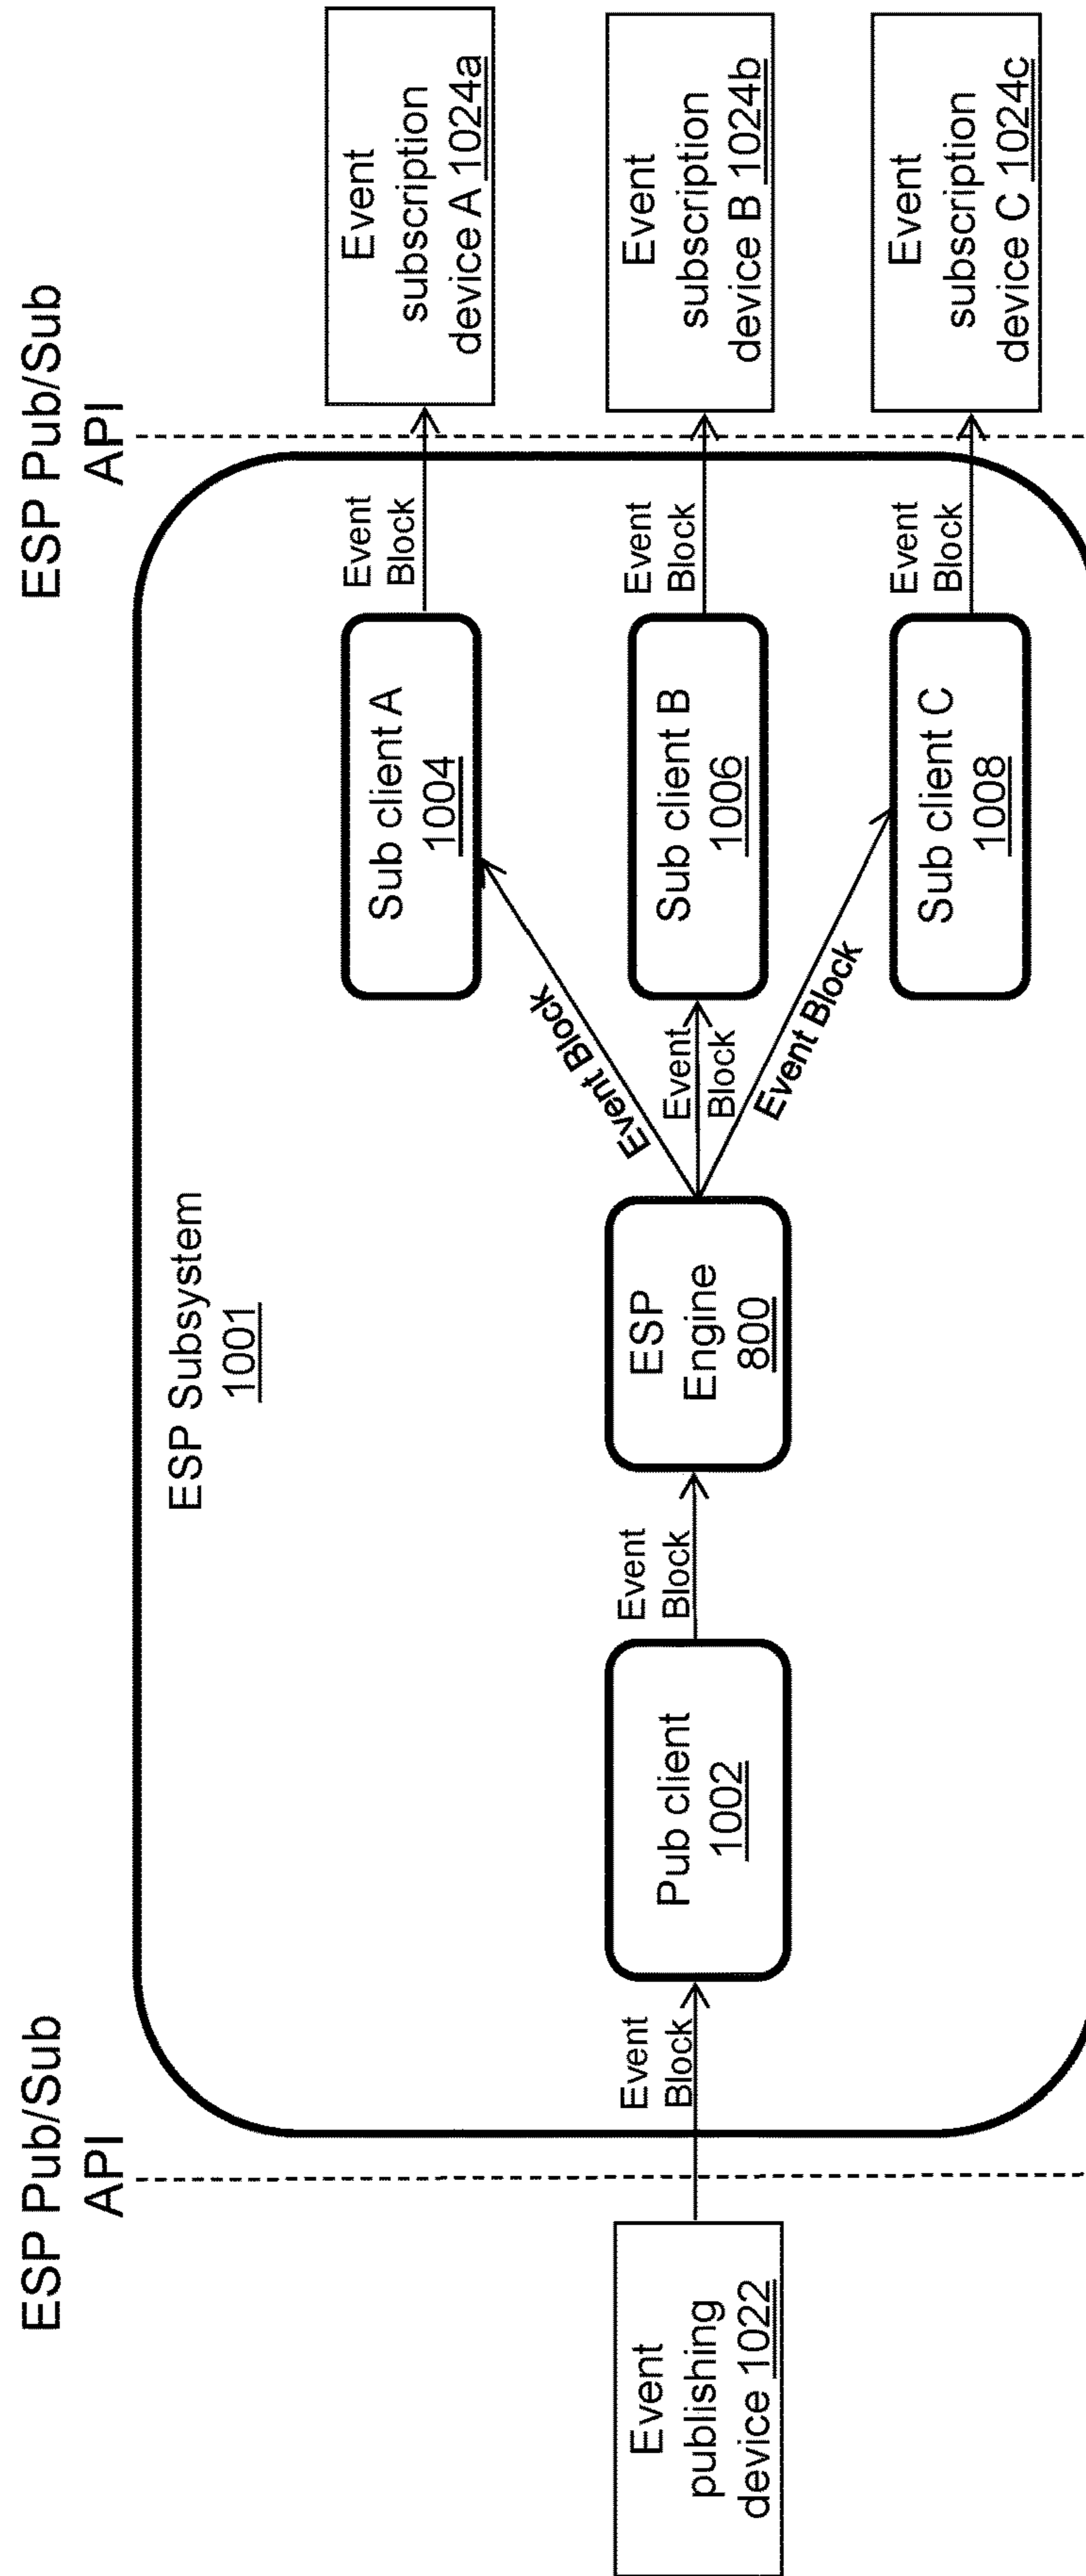 ESP Pub/Sub
API
ESP Pub/Sub
API
ESP Subsystem
1001
Event
publishing
device 1022
Event
Block
Pub client
1002
Event
Block
ESP
Engine
800
Event Block
Event
Block
Event Block
Sub client A
1004
Sub client B
1006
Sub client C
1008
Event
Block
Event
Block
Event
Block
Event
subscription
device A 1024a
Event
subscription
device B 1024b
Event
subscription
device C 1024c